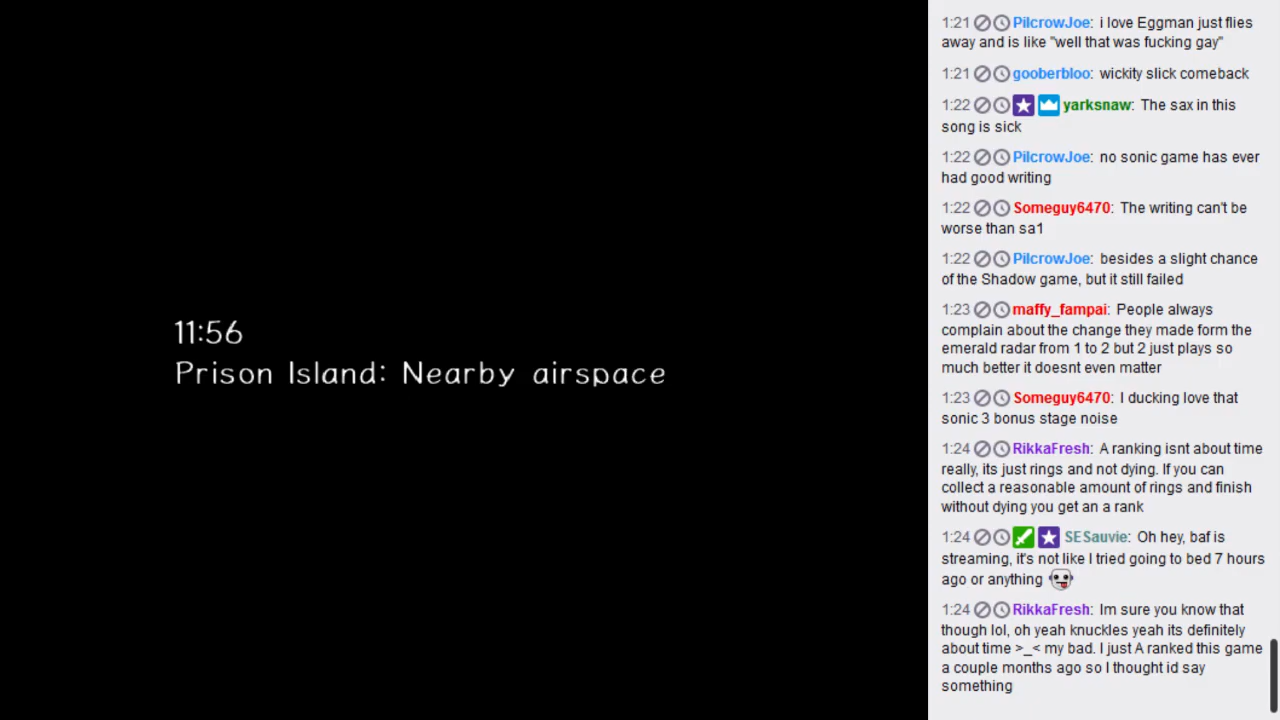 11:56
Prison Island: Nearby airspace
1:21 PilcrowJoe: i love Eggman just flies
away and is like "well that was fucking gay"
1:21 gooberbloo: wickity slick comeback
1:22 yarksnaw: The sax in this
song is sick
1:22 PilcrowJoe: no sonic game has ever
had good writing
1:22 Someguy6470: The writing can't be
worse than sa1
1:22 PilcrowJoe: besides a slight chance
of the Shadow game, but it still failed
1:23 maffy_fampai: People always
complain about the change they made form the
emerald radar from 1 to 2 but 2 just plays so
much better it doesnt even matter
1:23 Someguy6470: I ducking love that
sonic 3 bonus stage noise
1:24 RikkaFresh: A ranking isnt about time
really, its just rings and not dying. If you can
collect a reasonable amount of rings and finish
without dying you get an a rank
1:24 SESauvie: Oh hey, baf is
streaming, it's not like I tried going to bed 7 hours
ago or anything
1:24 RikkaFresh: Im sure you know that
though lol, oh yeah knuckles yeah its definitely
about time >_< my bad. I just A ranked this game
a couple months ago so I thought id say
something